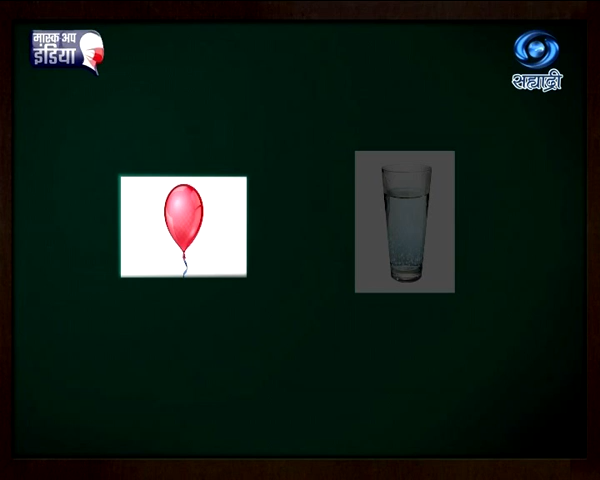 मास्क अप
इंडिया
सह्याद्री